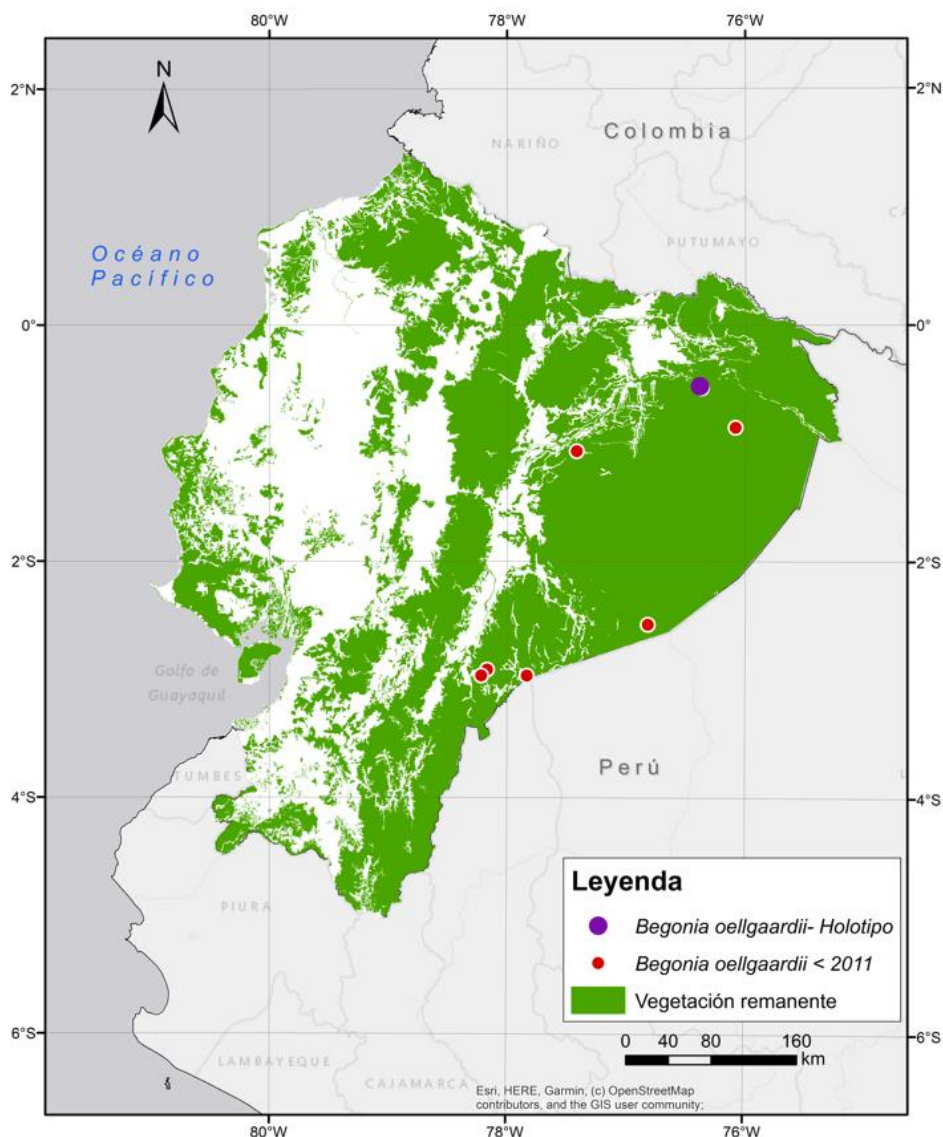 80°W 78°W 76°W
N
2°N 2°N
Colombia
NARIÑO
PUTUMAYO
CA
Océano
Pacífico
0° 0°
2°S 2°S
Golfo de
Guayaquil
Perú
TUMBES
4°S 4°S
PIURA
Leyenda
Begonia oellgaardii- Holotipo
Begonia oellgaardii < 2011
Vegetación remanente
0 40 80 160
km
6°S 6°S
LAMBAYEQUE
CAJAMARCA
Esri, HERE, Garmin, (c) OpenStreetMap
contributors, and the GIS user community;
80°W 78°W 76°W